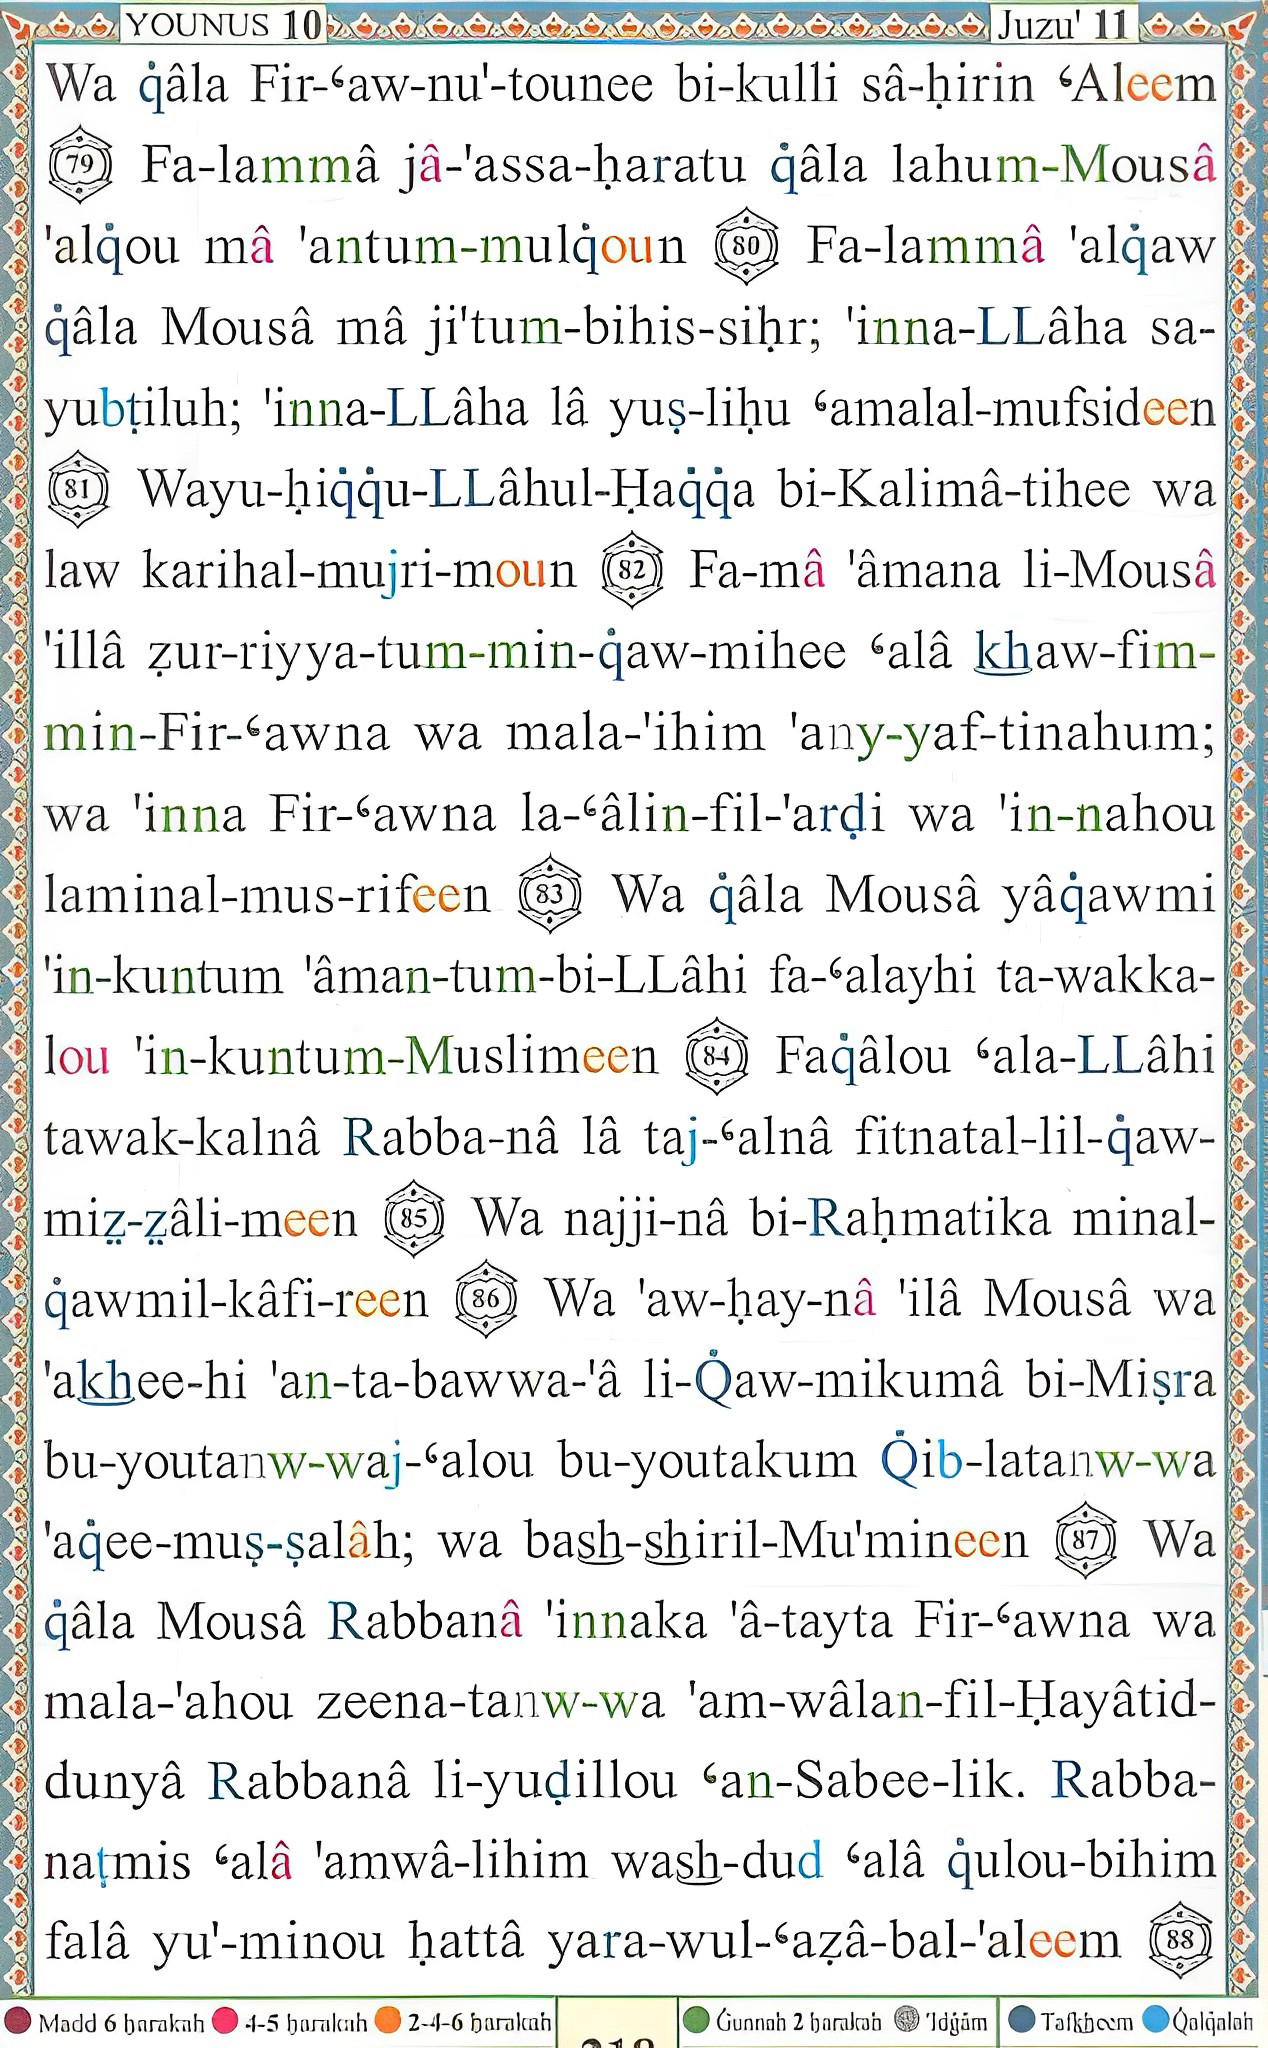 YOUNUS 10 Juzu' 11
Wa q̇âla Fir-ʿaw-nu'-tounee bi-kulli sâ-ḥirin ʿAleem
79 Fa-lammâ jâ-'assa-ḥaratu q̇âla lahum-Mousâ
'alq̇ou mâ 'antum-mulq̇oun 80 Fa-lammâ 'alq̇aw
q̇âla Mousâ mâ ji'tum-bihis-siḥr; 'inna-LLâha sa-
yubṭiluh; 'inna-LLâha lâ yuṣ-liḥu ʿamalal-mufsideen
81 Wayu-ḥiq̇q̇u-LLâhul-Ḥaq̇q̇a bi-Kalimâ-tihee wa
law karihal-mujri-moun 82 Fa-mâ 'âmana li-Mousâ
'illâ ẓur-riyya-tum-min-q̇aw-mihee ʿalâ khaw-fim-
min-Fir-ʿawna wa mala-'ihim 'any-yaf-tinahum;
wa 'inna Fir-ʿawna la-ʿâlin-fil-'arḍi wa 'in-nahou
laminal-mus-rifeen 83 Wa q̇âla Mousâ yâq̇awmi
'in-kuntum 'âman-tum-bi-LLâhi fa-ʿalayhi ta-wakka-
lou 'in-kuntum-Muslimeen 84 Faq̇âlou ʿala-LLâhi
tawak-kalnâ Rabba-nâ lâ taj-ʿalnâ fitnatal-lil-q̇aw-
miz̤-z̤âli-meen 85 Wa najji-nâ bi-Raḥmatika minal-
q̇awmil-kâfi-reen 86 Wa 'aw-ḥay-nâ 'ilâ Mousâ wa
'akhee-hi 'an-ta-bawwa-'â li-Q̇aw-mikumâ bi-Miṣra
bu-youtanw-waj-ʿalou bu-youtakum Q̇ib-latanw-wa
'aq̇ee-muṣ-ṣalâh; wa bash-shiril-Mu'mineen 87 Wa
q̇âla Mousâ Rabbanâ 'innaka 'â-tayta Fir-ʿawna wa
mala-'ahou zeena-tanw-wa 'am-wâlan-fil-Ḥayâtid-
dunyâ Rabbanâ li-yuḍillou ʿan-Sabee-lik. Rabba-
naṭmis ʿalâ 'amwâ-lihim wash-dud ʿalâ q̇ulou-bihim
falâ yu'-minou ḥattâ yara-wul-ʿaẓâ-bal-'aleem 88
Madd 6 ḥarakah 4-5 ḥarakah 2-4-6 ḥarakah Ġunnah 2 ḥarakah 'Idġâm Tafkheem Q̇alq̇alah